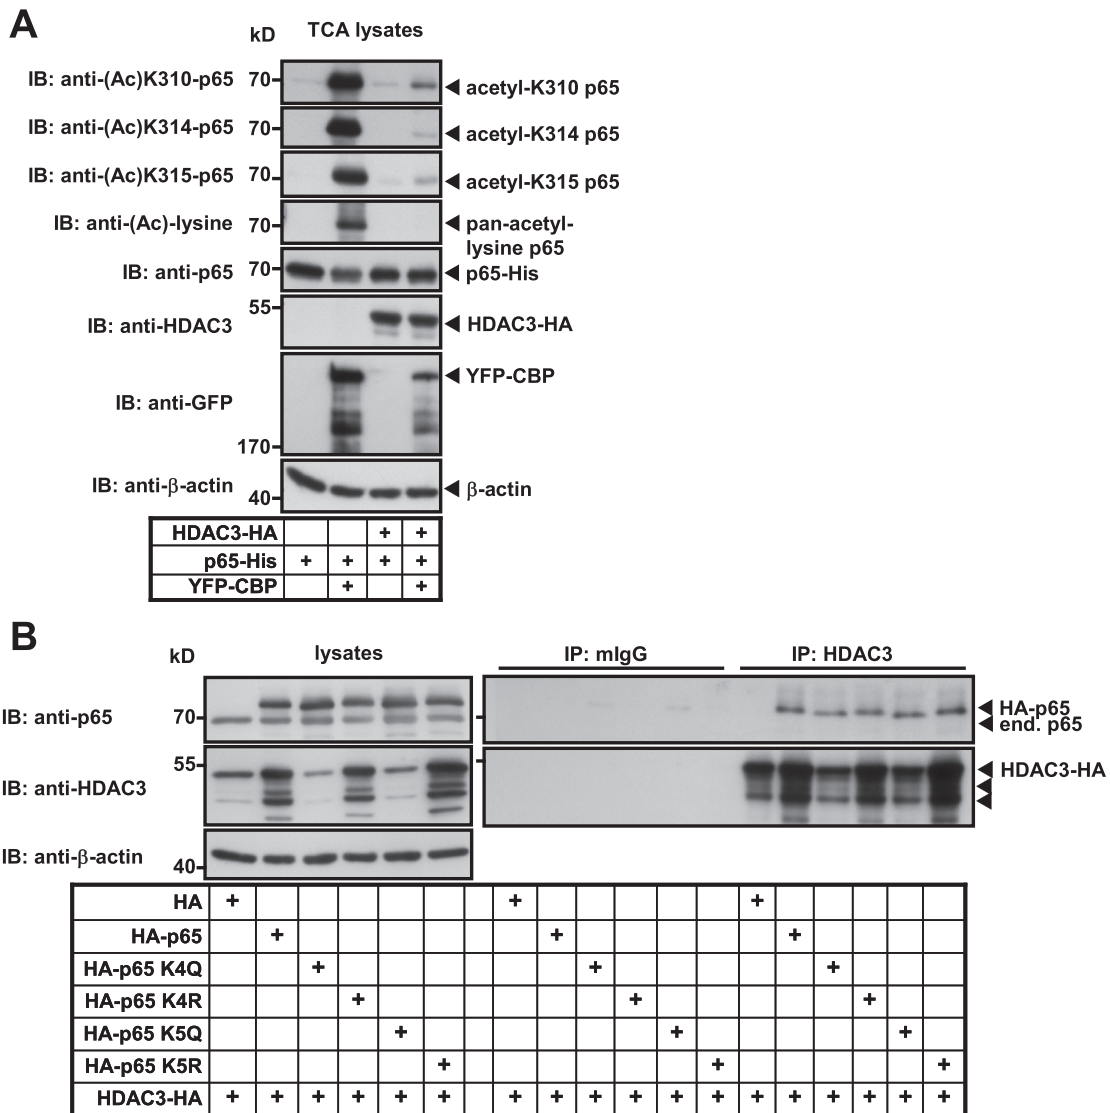 A
kD TCA lysates
IB: anti-(Ac)K310-p65 70 acetyl-K310 p65
IB: anti-(Ac)K314-p65 70 acetyl-K314 p65
IB: anti-(Ac)K315-p65 70 acetyl-K315 p65
IB: anti-(Ac)-lysine 70 pan-acetyl-
lysine p65
IB: anti-p65 70 p65-His
55
IB: anti-HDAC3 HDAC3-HA
YFP-CBP
IB: anti-GFP
170
IB: anti-β-actin β-actin
40
HDAC3-HA + +
p65-His + + + +
YFP-CBP + +
B
kD lysates IP: mIgG IP: HDAC3
IB: anti-p65 70 HA-p65
end. p65
55 HDAC3-HA
IB: anti-HDAC3
IB: anti-β-actin
40
HA + + +
HA-p65 + + +
HA-p65 K4Q + + +
HA-p65 K4R + + +
HA-p65 K5Q + + +
HA-p65 K5R + + +
HDAC3-HA + + + + + + + + + + + + + + + + + +